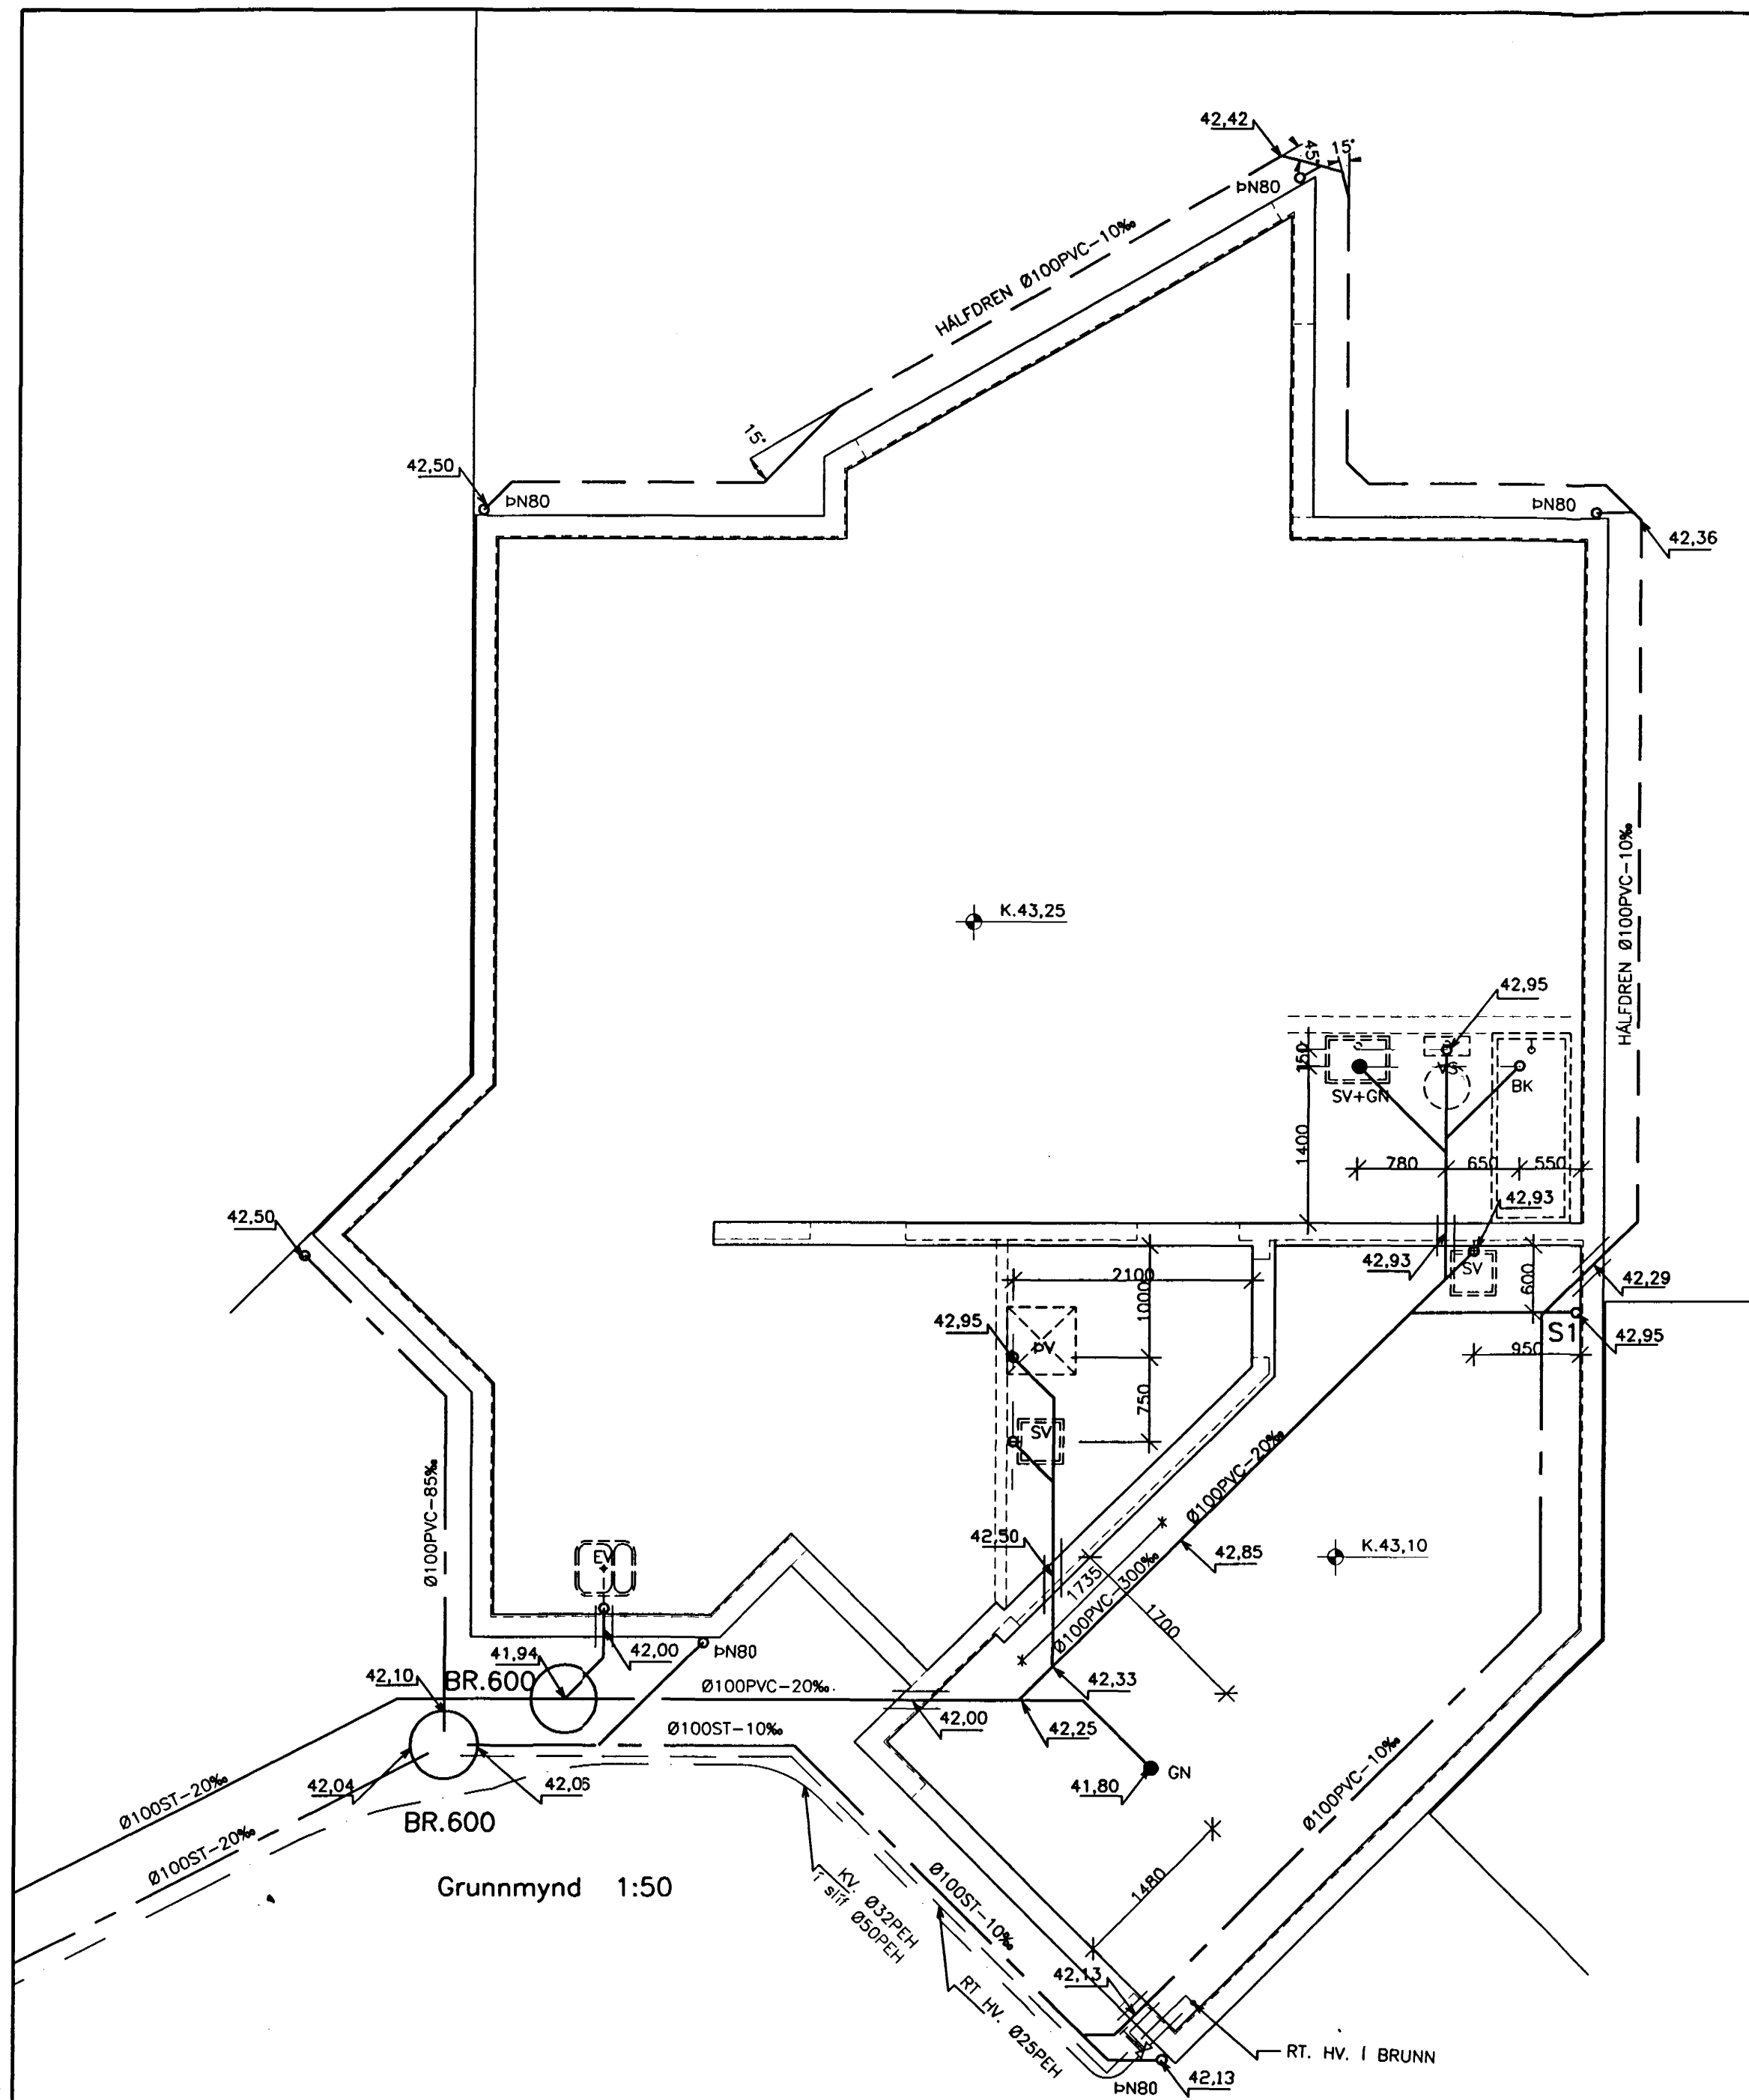 42,42
45°
15°
ÞN80
HÁLFDREN Ø100PVC-10‰
15°
42,50
ÞN80
ÞN80
42,36
HÁLFDREN Ø100PVC-10‰
K.43,25
42,95
150
VS
SV+GN
BK
1400
780
650
550
42,93
42,50
42,93
SV
600
42,29
2100
1000
42,95
ÞV
S1
42,95
950
750
SV
Ø100PVC-20‰
Ø100PVC-85‰
42,50
42,85
K.43,10
EV
1735
Ø100PVC-300‰
1700
42,00
ÞN80
41,94
42,10
BR.600
Ø100PVC-20‰
42,33
42,00
42,25
Ø100ST-10‰
GN
41,80
42,04
42,06
Ø100ST-20‰
BR.600
Ø100PVC-10‰
Ø100ST-20‰
Grunnmynd 1:50
KV. Ø32PEH
í slíf Ø50PEH
Ø100ST-10‰
1480
RT HV. Ø25PEH
42,13
RT. HV. Í BRUNN
42,13
ÞN80